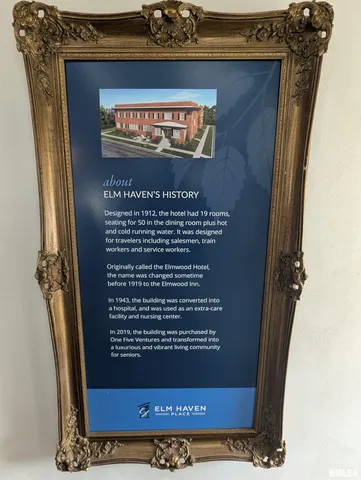 about
ELM HAVEN'S HISTORY
Designed in 1912, the hotel had 19 rooms,
seating for 50 in the dining room plus hot
and cold running water. It was designed
for travelers including salesmen, train
workers and service workers.
Originally called the Elmwood Hotel,
the name was changed sometime
before 1919 to the Elmwood Inn.
In 1943, the building was converted into
a hospital, and was used as an extra-care
facility and nursing center.
In 2019, the building was purchased by
One Five Ventures and transformed into
a luxurious and vibrant living community
for seniors.
ELM HAVEN
PLACE